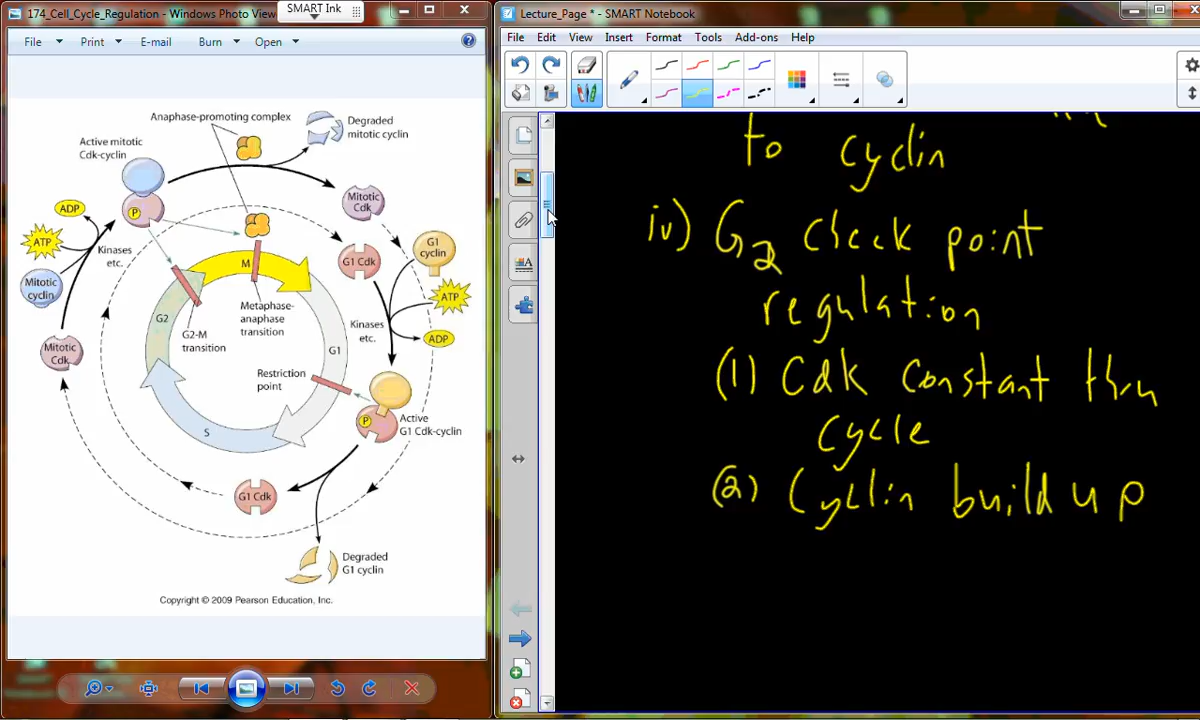 174_Cell_Cycle_Regulation - Windows Photo View
SMART Ink
File Print E-mail Burn Open
Anaphase-promoting complex
Degraded
mitotic cyclin
Active mitotic
Cdk-cyclin
P
ADP
ATP
Kinases
etc.
Mitotic
cyclin
Mitotic
Cdk
Mitotic
Cdk
G1 Cdk
G1
cyclin
ATP
Kinases
etc.
ADP
M
Metaphase-
anaphase
transition
G2
G2-M
transition
G1
Restriction
point
S
P
Active
G1 Cdk-cyclin
G1 Cdk
Degraded
G1 cyclin
Copyright © 2009 Pearson Education, Inc.
Lecture_Page * - SMART Notebook
File Edit View Insert Format Tools Add-ons Help
to cyclin
iv) G2 check point
regulation
(1) Cdk constant thru
cycle
(2) Cyclin build up